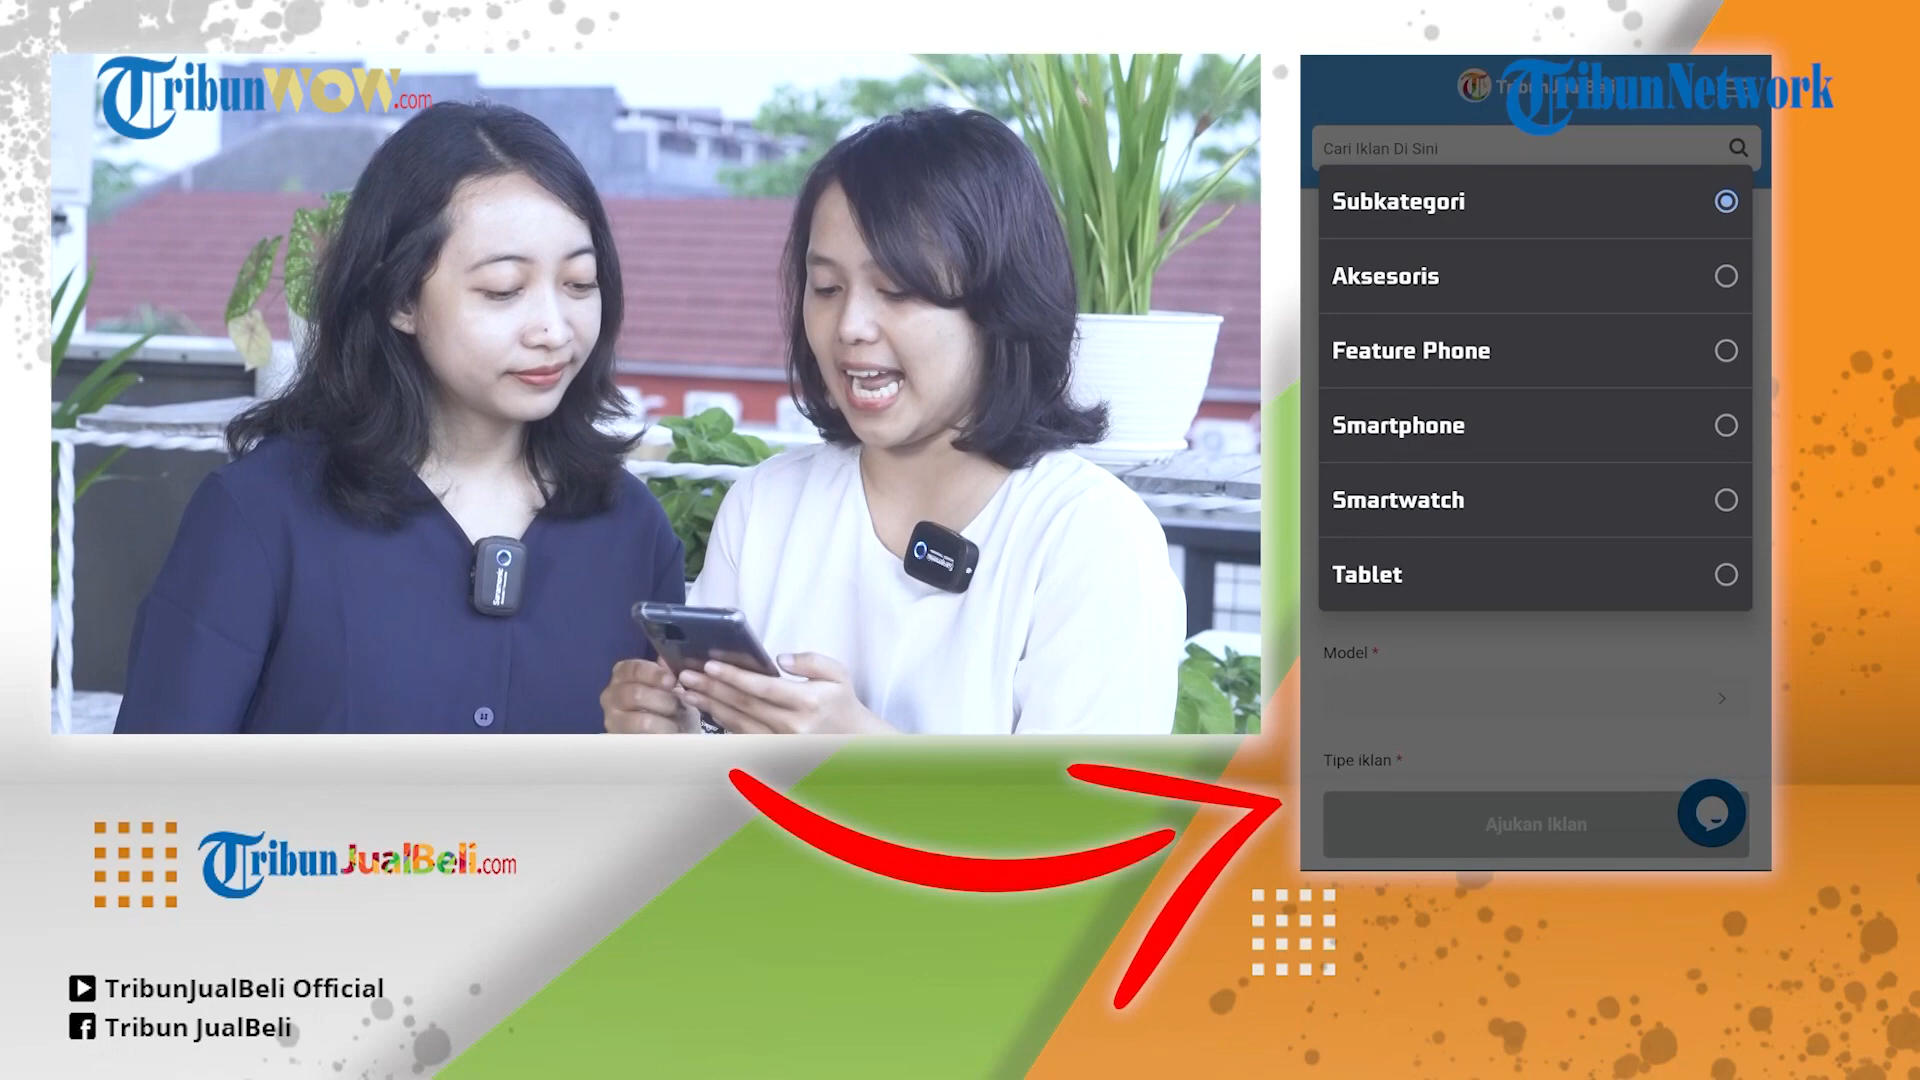 TribunWOW.com
TribunNetwork
Cari Iklan Di Sini
Subkategori
Aksesoris
Feature Phone
Smartphone
Smartwatch
Tablet
Model *
Tipe iklan *
Ajukan Iklan
Saramonic
TribunJualBeli.com
TribunJualBeli Official
Tribun JualBeli